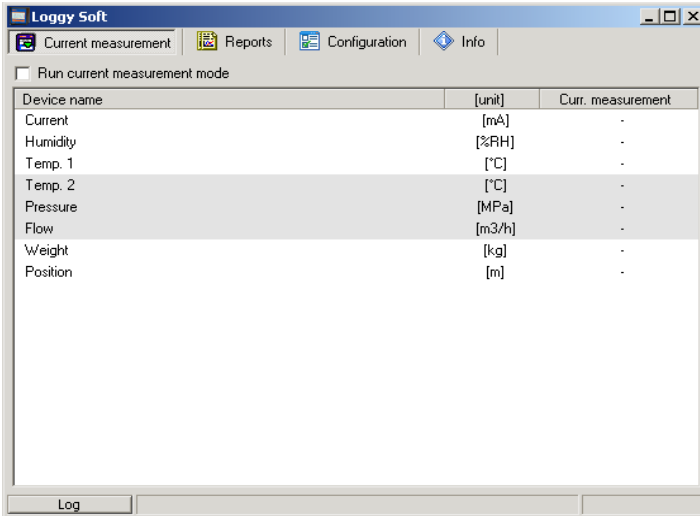 Loggy Soft
Current measurement Reports Configuration Info
Run current measurement mode
Device name [unit] Curr. measurement
Current [mA] -
Humidity [%RH] -
Temp. 1 [°C] -
Temp. 2 [°C] -
Pressure [MPa] -
Flow [m3/h] -
Weight [kg] -
Position [m] -
Log